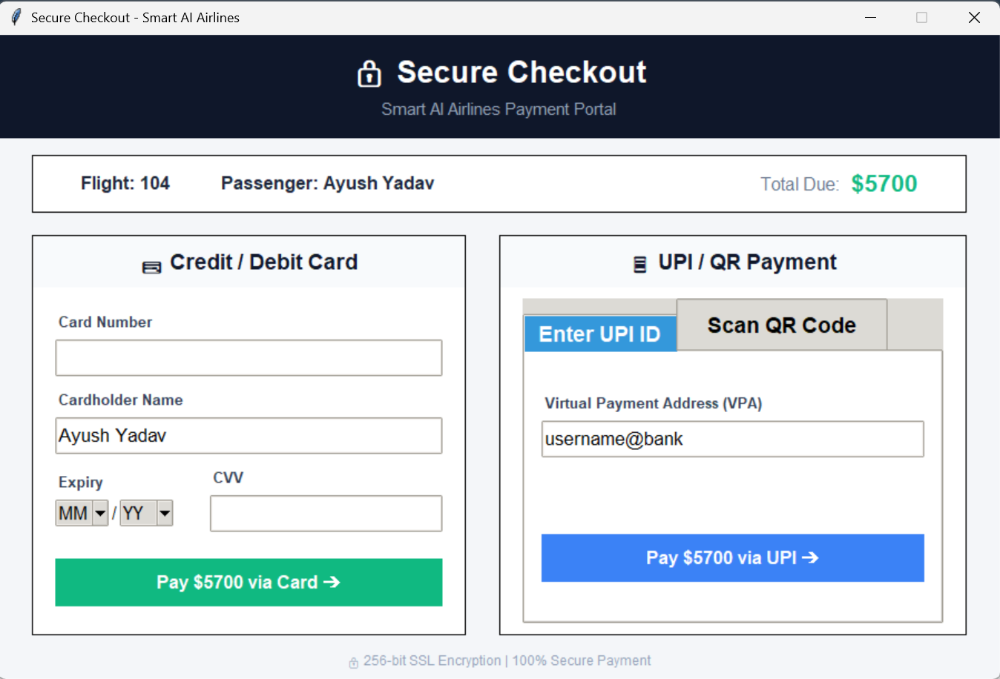 Secure Checkout - Smart AI Airlines
Secure Checkout
Smart AI Airlines Payment Portal
Flight: 104 Passenger: Ayush Yadav Total Due: $5700
Credit / Debit Card
Card Number
Cardholder Name
Ayush Yadav
Expiry CVV
MM / YY
Pay $5700 via Card →
UPI / QR Payment
Enter UPI ID Scan QR Code
Virtual Payment Address (VPA)
username@bank
Pay $5700 via UPI →
256-bit SSL Encryption | 100% Secure Payment